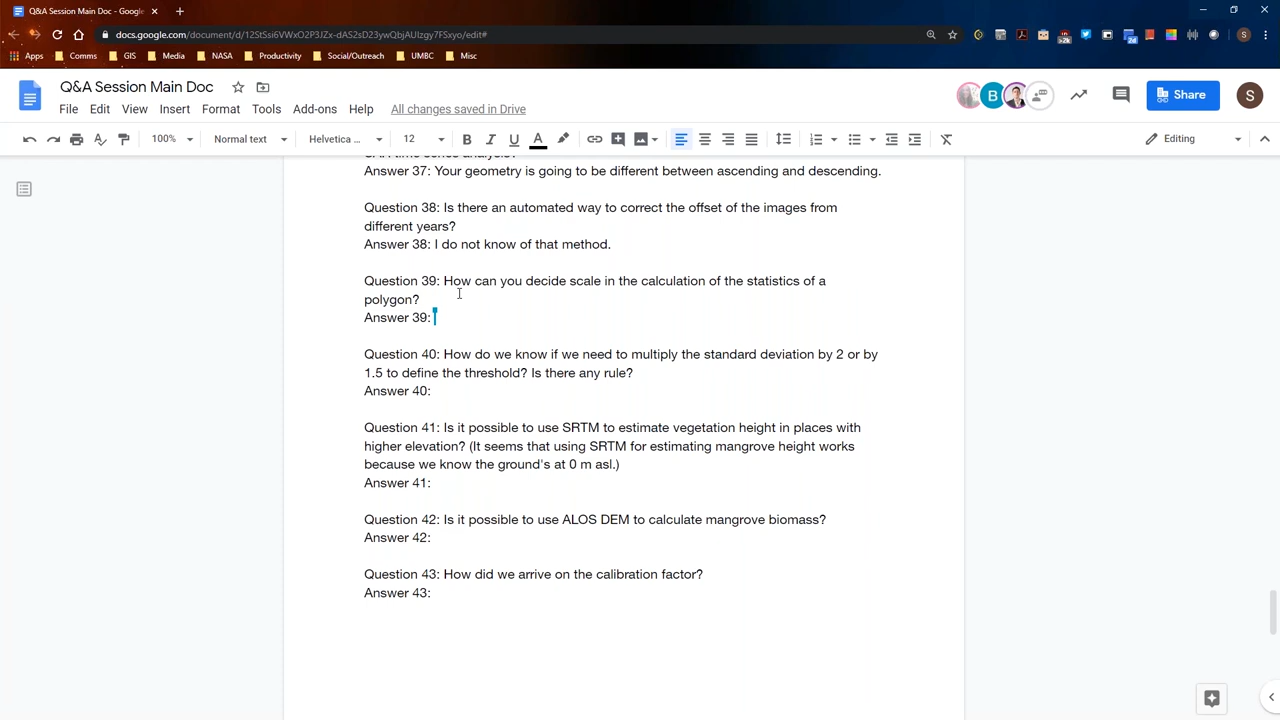 Q&A Session Main Doc - Google
docs.google.com/document/d/12StSsi6VWxO2P3JZx-dAS2sD23ywQbjAUIzgy7FSxyo/edit#
Apps Comms GIS Media NASA Productivity Social/Outreach UMBC Misc
Q&A Session Main Doc
File Edit View Insert Format Tools Add-ons Help All changes saved in Drive
B
Share
S
100% Normal text Helvetica ... 12 B I U A Editing
Answer 37: Your geometry is going to be different between ascending and descending.
Question 38: Is there an automated way to correct the offset of the images from
different years?
Answer 38: I do not know of that method.
Question 39: How can you decide scale in the calculation of the statistics of a
polygon?
Answer 39:
Question 40: How do we know if we need to multiply the standard deviation by 2 or by
1.5 to define the threshold? Is there any rule?
Answer 40:
Question 41: Is it possible to use SRTM to estimate vegetation height in places with
higher elevation? (It seems that using SRTM for estimating mangrove height works
because we know the ground's at 0 m asl.)
Answer 41:
Question 42: Is it possible to use ALOS DEM to calculate mangrove biomass?
Answer 42:
Question 43: How did we arrive on the calibration factor?
Answer 43: